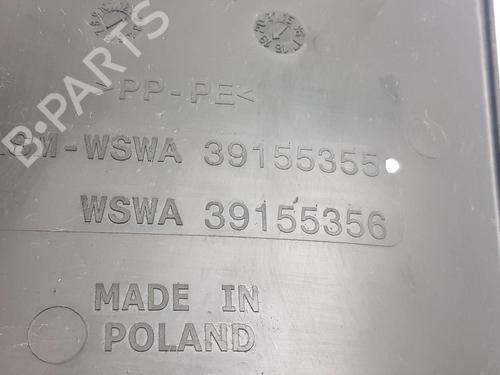 >PP-PE<
WSWA 39155355
WSWA 39155356
MADE IN
POLAND
B-PARTS